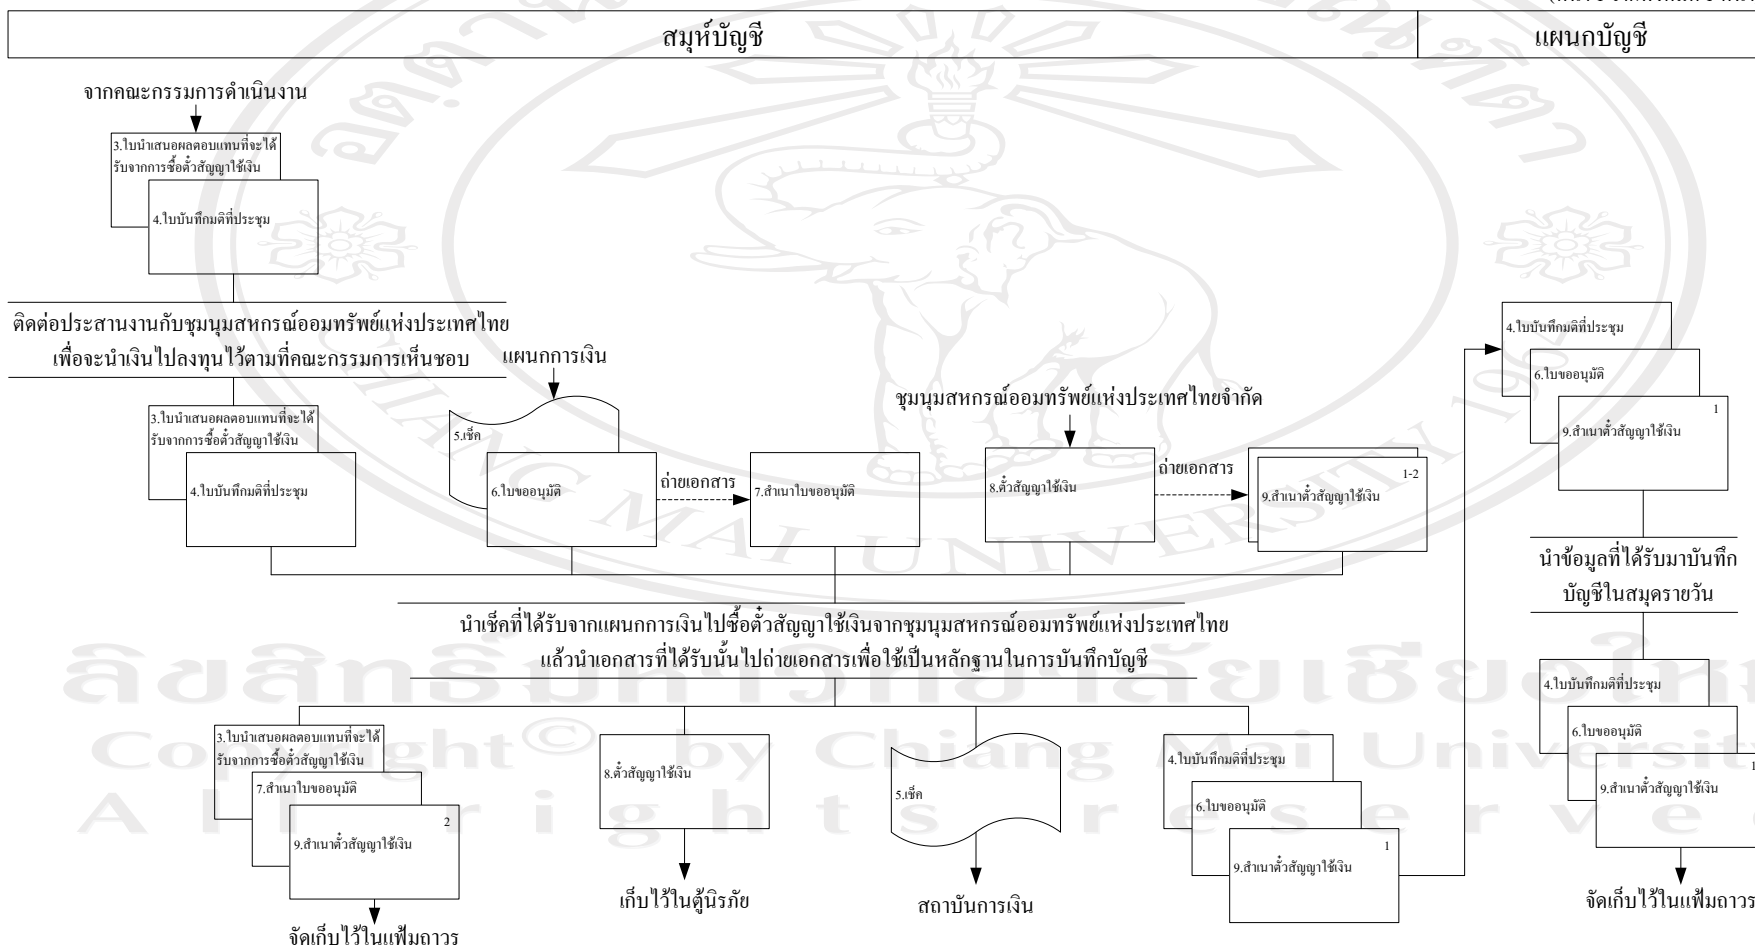 สมุห์บัญชี
แผนกบัญชี
จากคณะกรรมการดำเนินงาน
3.ใบนำเสนอผลตอบแทนที่จะได้
รับจากการซื้อตั๋วสัญญาใช้เงิน
4.ใบบันทึกมติที่ประชุม
ติดต่อประสานงานกับชุมนุมสหกรณ์ออมทรัพย์แห่งประเทศไทย
เพื่อจะนำเงินไปลงทุนไว้ตามที่คณะกรรมการเห็นชอบ
3.ใบนำเสนอผลตอบแทนที่จะได้
รับจากการซื้อตั๋วสัญญาใช้เงิน
4.ใบบันทึกมติที่ประชุม
แผนกการเงิน
5.เช็ค
6.ใบขออนุมัติ
ถ่ายเอกสาร
7.สำเนาใบขออนุมัติ
ชุมนุมสหกรณ์ออมทรัพย์แห่งประเทศไทยจำกัด
8.ตั๋วสัญญาใช้เงิน
ถ่ายเอกสาร
1-2
9.สำเนาตั๋วสัญญาใช้เงิน
นำเช็คที่ได้รับจากแผนกการเงินไปซื้อตั๋วสัญญาใช้เงินจากชุมนุมสหกรณ์ออมทรัพย์แห่งประเทศไทย
แล้วนำเอกสารที่ได้รับนั้นไปถ่ายเอกสารเพื่อใช้เป็นหลักฐานในการบันทึกบัญชี
3.ใบนำเสนอผลตอบแทนที่จะได้
รับจากการซื้อตั๋วสัญญาใช้เงิน
7.สำเนาใบขออนุมัติ
2
9.สำเนาตั๋วสัญญาใช้เงิน
จัดเก็บไว้ในแฟ้มถาวร
8.ตั๋วสัญญาใช้เงิน
เก็บไว้ในตู้นิรภัย
5.เช็ค
สถาบันการเงิน
4.ใบบันทึกมติที่ประชุม
6.ใบขออนุมัติ
1
9.สำเนาตั๋วสัญญาใช้เงิน
4.ใบบันทึกมติที่ประชุม
6.ใบขออนุมัติ
1
9.สำเนาตั๋วสัญญาใช้เงิน
นำข้อมูลที่ได้รับมาบันทึก
บัญชีในสมุดรายวัน
4.ใบบันทึกมติที่ประชุม
6.ใบขออนุมัติ
1
9.สำเนาตั๋วสัญญาใช้เงิน
จัดเก็บไว้ในแฟ้มถาวร
CHIANG MAI UNIVERSITY 196
ลิขสิทธิ์มหาวิทยาลัยเชียงให
Copyright© by Chiang Mai Universit
All rights reserve